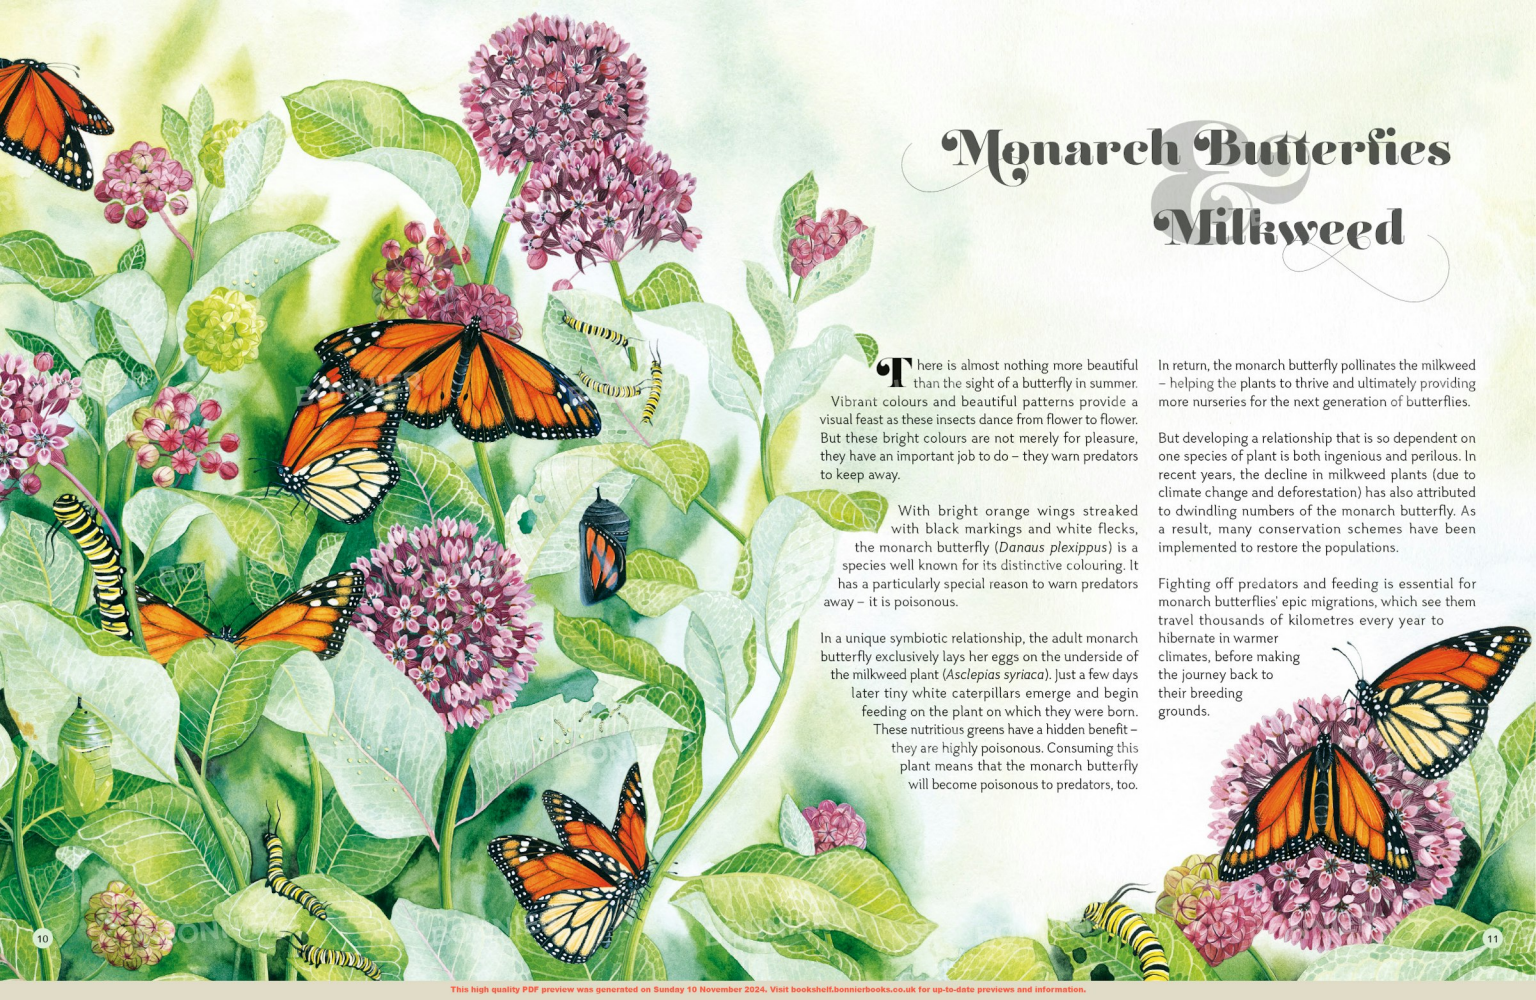 Monarch Butterfies
&
Milkweed
There is almost nothing more beautiful
than the sight of a butterfly in summer.
Vibrant colours and beautiful patterns provide a
visual feast as these insects dance from flower to flower.
But these bright colours are not merely for pleasure,
they have an important job to do – they warn predators
to keep away.
With bright orange wings streaked
with black markings and white flecks,
the monarch butterfly (Danaus plexippus) is a
species well known for its distinctive colouring. It
has a particularly special reason to warn predators
away – it is poisonous.
In a unique symbiotic relationship, the adult monarch
butterfly exclusively lays her eggs on the underside of
the milkweed plant (Asclepias syriaca). Just a few days
later tiny white caterpillars emerge and begin
feeding on the plant on which they were born.
These nutritious greens have a hidden benefit –
they are highly poisonous. Consuming this
plant means that the monarch butterfly
will become poisonous to predators, too.
In return, the monarch butterfly pollinates the milkweed
– helping the plants to thrive and ultimately providing
more nurseries for the next generation of butterflies.
But developing a relationship that is so dependent on
one species of plant is both ingenious and perilous. In
recent years, the decline in milkweed plants (due to
climate change and deforestation) has also attributed
to dwindling numbers of the monarch butterfly. As
a result, many conservation schemes have been
implemented to restore the populations.
Fighting off predators and feeding is essential for
monarch butterflies' epic migrations, which see them
travel thousands of kilometres every year to
hibernate in warmer
climates, before making
the journey back to
their breeding
grounds.
BONNIER
10
11
This high quality PDF preview was generated on Sunday 10 November 2024. Visit bookshelf.bonnierbooks.co.uk for up-to-date previews and information.